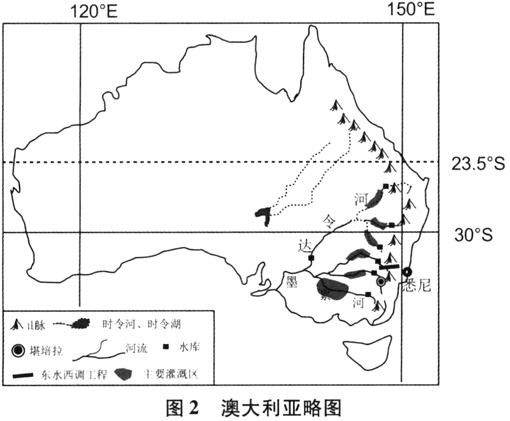 120°E 150°E
23.5°S
30°S
河
令
达
墨
累
河
悉尼
山脉 时令河、时令湖
堪培拉 河流 水库
东水西调工程 主要灌溉区
图2 澳大利亚略图